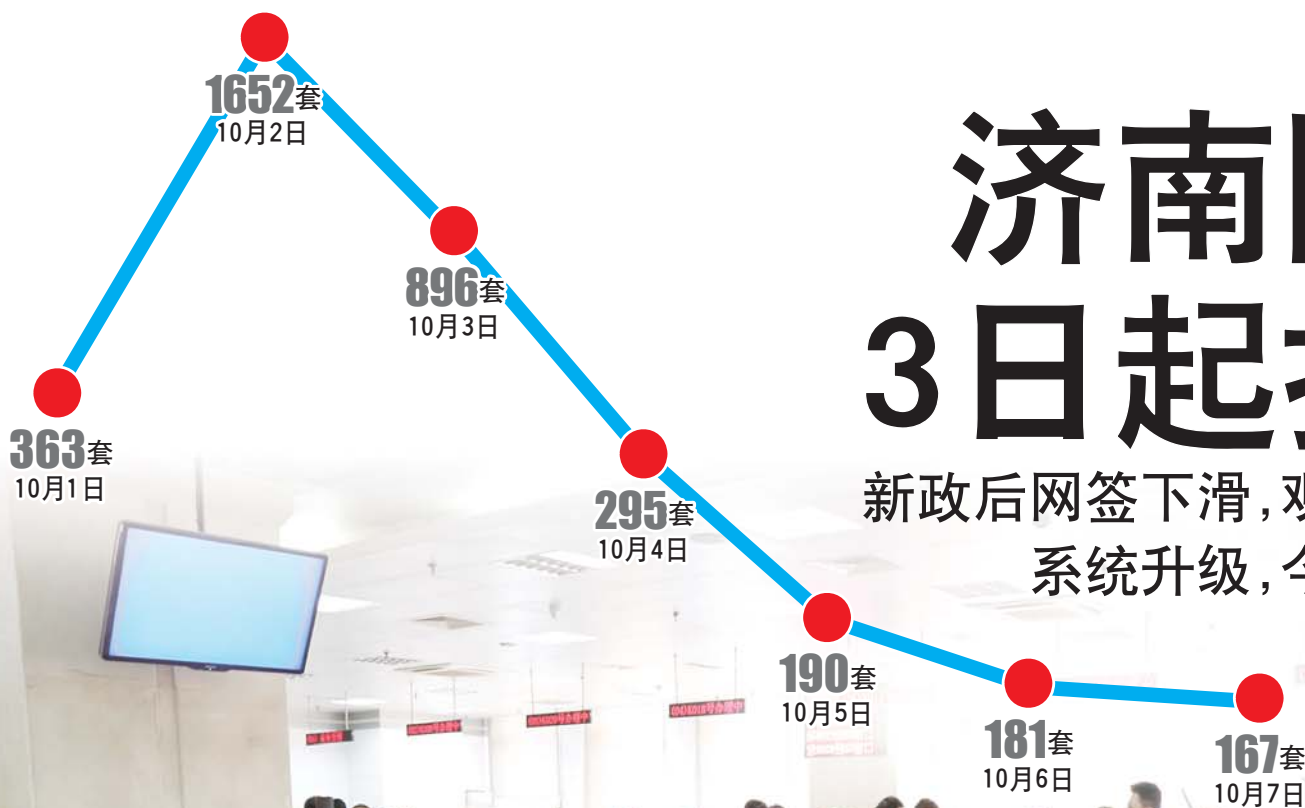 1652套
10月2日
济南
896套
10月3日
3日起
363套
10月1日
新政后网签下滑,
295套
10月4日
系统升级,
190套
10月5日
181套
10月6日
167套
10月7日